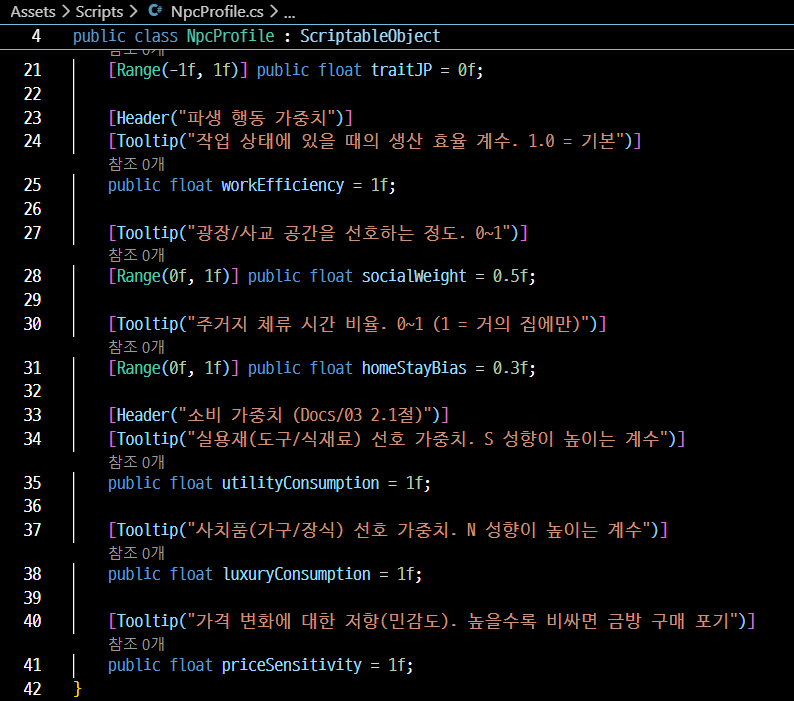 Assets > Scripts > C# NpcProfile.cs > ...
4 public class NpcProfile : ScriptableObject
참조 0개
21 [Range(-1f, 1f)] public float traitJP = 0f;
22
23 [Header("파생 행동 가중치")]
24 [Tooltip("작업 상태에 있을 때의 생산 효율 계수. 1.0 = 기본")]
참조 0개
25 public float workEfficiency = 1f;
26
27 [Tooltip("광장/사교 공간을 선호하는 정도. 0~1")]
참조 0개
28 [Range(0f, 1f)] public float socialWeight = 0.5f;
29
30 [Tooltip("주거지 체류 시간 비율. 0~1 (1 = 거의 집에만)")]
참조 0개
31 [Range(0f, 1f)] public float homeStayBias = 0.3f;
32
33 [Header("소비 가중치 (Docs/03 2.1절)")]
34 [Tooltip("실용재(도구/식재료) 선호 가중치. S 성향이 높이는 계수")]
참조 0개
35 public float utilityConsumption = 1f;
36
37 [Tooltip("사치품(가구/장식) 선호 가중치. N 성향이 높이는 계수")]
참조 0개
38 public float luxuryConsumption = 1f;
39
40 [Tooltip("가격 변화에 대한 저항(민감도). 높을수록 비싸면 금방 구매 포기")]
참조 0개
41 public float priceSensitivity = 1f;
42 }